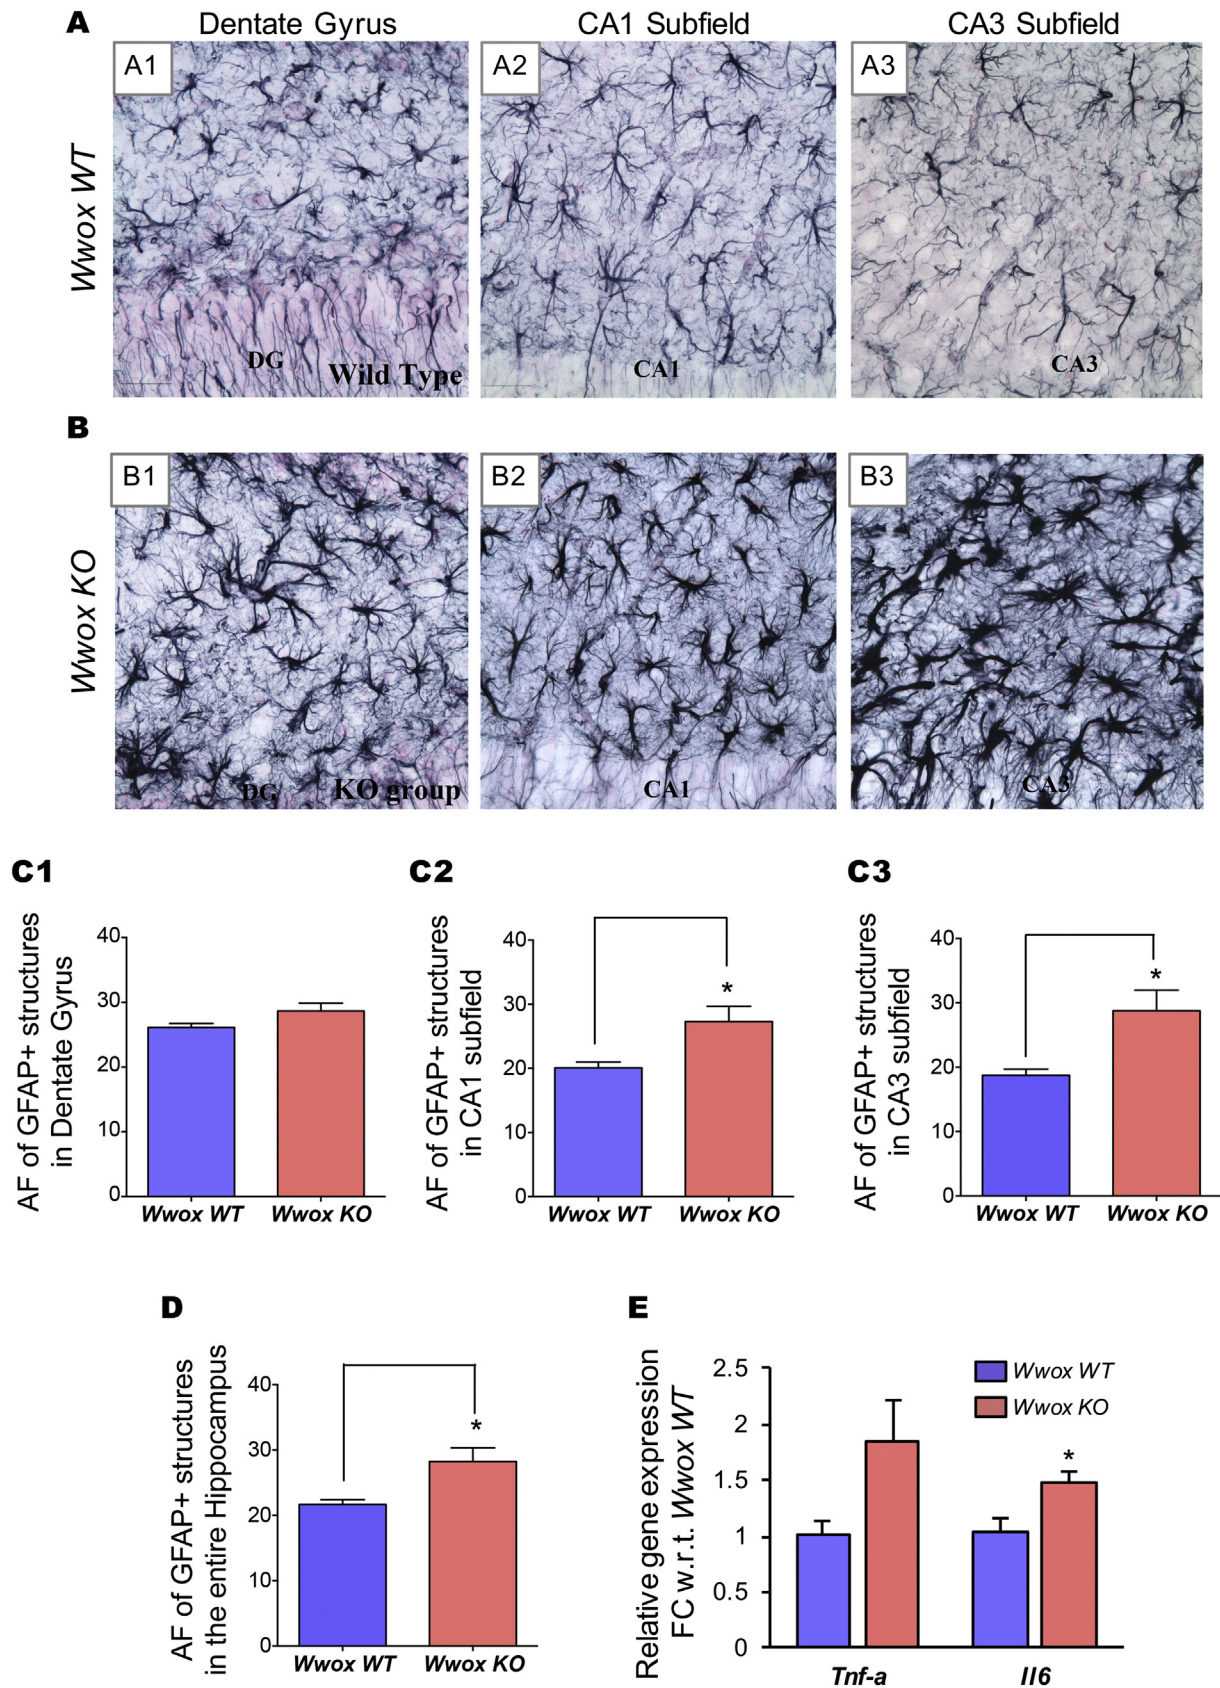 A
Dentate Gyrus
CA1 Subfield
CA3 Subfield
Wwox WT
A1
A2
A3
DG
Wild Type
CA1
CA3
B
Wwox KO
B1
B2
B3
DG
KO group
CA1
CA3
C1
AF of GFAP+ structures
in Dentate Gyrus
40
30
20
10
0
Wwox WT
Wwox KO
C2
AF of GFAP+ structures
in CA1 subfield
40
30
20
10
0
*
Wwox WT
Wwox KO
C3
AF of GFAP+ structures
in CA3 subfield
40
30
20
10
0
*
Wwox WT
Wwox KO
D
AF of GFAP+ structures
in the entire Hippocampus
40
30
20
10
0
*
Wwox WT
Wwox KO
E
Relative gene expression
FC w.r.t. Wwox WT
2.5
2
1.5
1
0.5
0
Wwox WT
Wwox KO
*
Tnf-a
Il6